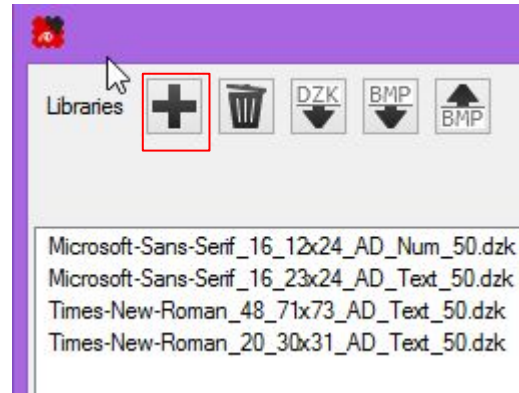 Libraries
DZK
BMP
BMP
Microsoft-Sans-Serif_16_12x24_AD_Num_50.dzk
Microsoft-Sans-Serif_16_23x24_AD_Text_50.dzk
Times-New-Roman_48_71x73_AD_Text_50.dzk
Times-New-Roman_20_30x31_AD_Text_50.dzk